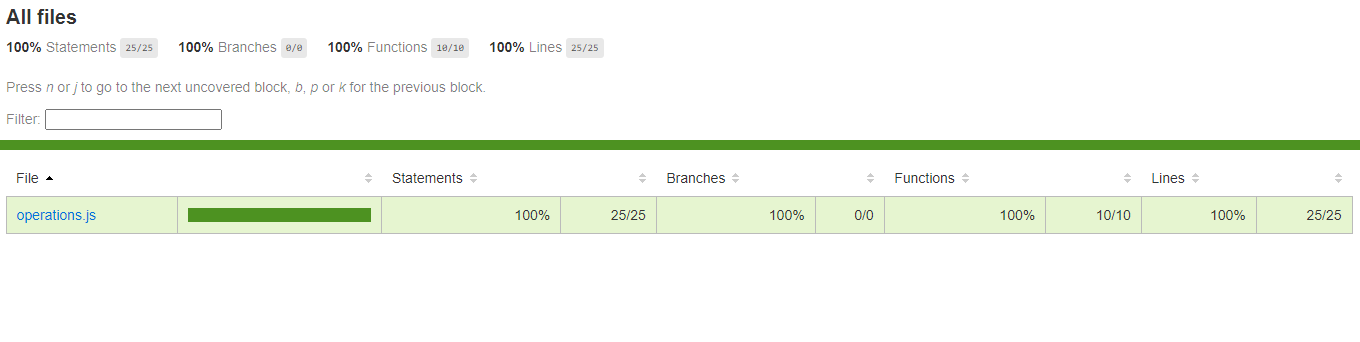 All files
100% Statements 25/25 100% Branches 0/0 100% Functions 10/10 100% Lines 25/25
Press n or j to go to the next uncovered block, b, p or k for the previous block.
Filter:
File Statements Branches Functions Lines
operations.js 100% 25/25 100% 0/0 100% 10/10 100% 25/25